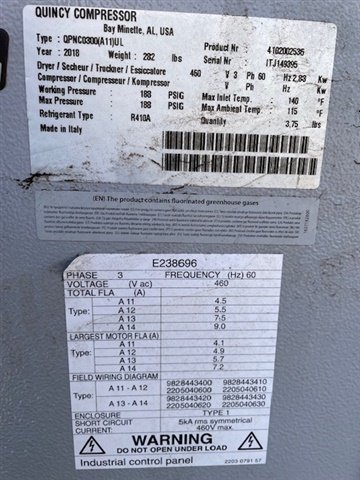 QUINCY COMPRESSOR
Bay Minette, AL, USA
Type : QPNC0300(A11)UL
Product Nr : 4102002535
Year : 2018 Weight : 282 lbs Serial Nr : ITJ149395
Dryer / Secheur / Trockner / Essiccatore 460 V 3 Ph 60 Hz 2,83 Kw
Compressor / Compresseur / Kompressor / Compressore V Ph Hz Kw
Working Pressure : 188 PSIG Max Inlet Temp. : 140 °F
Max Pressure : 188 PSIG Max Ambient Temp. : 115 °F
Refrigerant Type : R410A Quantity : 3,75 lbs
Made in Italy
(EN) The product contains fluorinated greenhouse gases
E238696
PHASE 3 FREQUENCY (Hz) 60
VOLTAGE (V ac) 460
TOTAL FLA (A)
Type:
A 11 4.5
A 12 5.5
A 13 7.5
A 14 9.0
LARGEST MOTOR FLA (A)
Type:
A 11 4.1
A 12 4.9
A 13 5.7
A 14 7.2
FIELD WIRING DIAGRAM
Type:
A 11 - A 12 9828443400 9828443410
2205040600 2205040610
A 13 - A 14 9828443420 9828443430
2205040620 2205040630
ENCLOSURE TYPE 1
SHORT CIRCUIT CURRENT: 5kA rms symmetrical
460V max.
WARNING
DO NOT OPEN UNDER LOAD
Industrial control panel 2203 0791 57